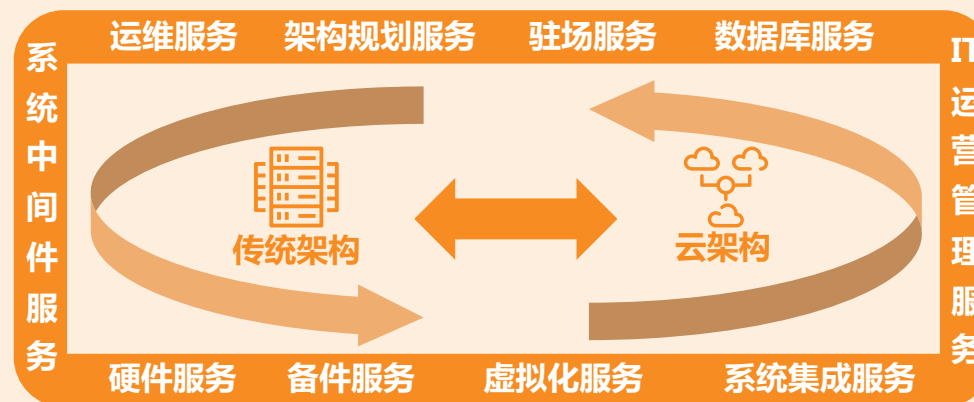 运维服务 架构规划服务 驻场服务 数据库服务
系统中间件服务
IT运营管理服务
传统架构
云架构
硬件服务 备件服务 虚拟化服务 系统集成服务